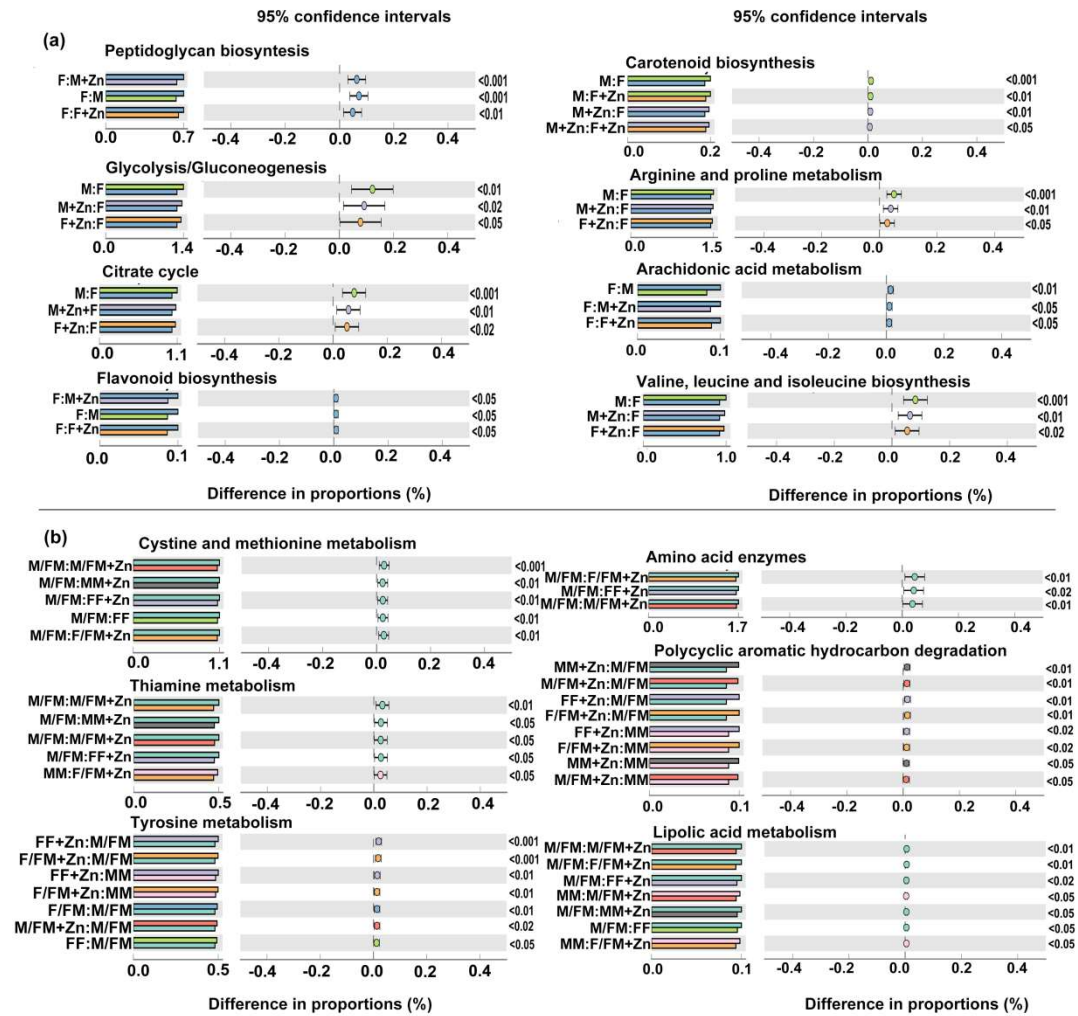 95% confidence intervals
95% confidence intervals
(a)
Peptidoglycan biosyntesis
F:M+Zn
<0.001
F:M
<0.001
F:F+Zn
<0.01
0.0 0.7 -0.4 -0.2 0.0 0.2 0.4
Glycolysis/Gluconeogenesis
M:F
<0.01
M+Zn:F
<0.02
F+Zn:F
<0.05
0.0 1.4 -0.4 -0.2 0.0 0.2 0.4
Citrate cycle
M:F
<0.001
M+Zn+F
<0.01
F+Zn:F
<0.02
0.0 1.1 -0.4 -0.2 0.0 0.2 0.4
Flavonoid biosynthesis
F:M+Zn
<0.05
F:M
<0.05
F:F+Zn
<0.05
0.0 0.1 -0.4 -0.2 0.0 0.2 0.4
Difference in proportions (%)
Carotenoid biosynthesis
M:F
<0.001
M:F+Zn
<0.01
M+Zn:F
<0.01
M+Zn:F+Zn
<0.05
0.0 0.2 -0.4 -0.2 0.0 0.2 0.4
Arginine and proline metabolism
M:F
<0.001
M+Zn:F
<0.01
F+Zn:F
<0.05
0.0 1.5 -0.4 -0.2 0.0 0.2 0.4
Arachidonic acid metabolism
F:M
<0.01
F:M+Zn
<0.05
F:F+Zn
<0.05
0.0 0.1 -0.4 -0.2 0.0 0.2 0.4
Valine, leucine and isoleucine biosynthesis
M:F
<0.001
M+Zn:F
<0.01
F+Zn:F
<0.02
0.0 1.0 -0.4 -0.2 0.0 0.2 0.4
Difference in proportions (%)
(b)
Cystine and methionine metabolism
M/FM:M/FM+Zn
<0.001
M/FM:MM+Zn
<0.01
M/FM:FF+Zn
<0.01
M/FM:FF
<0.01
M/FM:F/FM+Zn
<0.01
0.0 1.1 -0.4 -0.2 0.0 0.2 0.4
Thiamine metabolism
M/FM:M/FM+Zn
<0.01
M/FM:MM+Zn
<0.05
M/FM:M/FM+Zn
<0.05
M/FM:FF+Zn
<0.05
MM:F/FM+Zn
<0.05
0.0 0.5 -0.4 -0.2 0.0 0.2 0.4
Tyrosine metabolism
FF+Zn:M/FM
<0.001
F/FM+Zn:M/FM
<0.001
FF+Zn:MM
<0.01
F/FM+Zn:MM
<0.01
F/FM:M/FM
<0.01
M/FM+Zn:M/FM
<0.02
FF:M/FM
<0.05
0.0 0.5 -0.4 -0.2 0.0 0.2 0.4
Difference in proportions (%)
Amino acid enzymes
M/FM:F/FM+Zn
<0.01
M/FM:FF+Zn
<0.02
M/FM:M/FM+Zn
<0.01
0.0 1.7 -0.4 -0.2 0.0 0.2 0.4
Polycyclic aromatic hydrocarbon degradation
MM+Zn:M/FM
<0.01
M/FM+Zn:M/FM
<0.01
FF+Zn:M/FM
<0.01
F/FM+Zn:M/FM
<0.01
FF+Zn:MM
<0.02
F/FM+Zn:MM
<0.02
MM+Zn:MM
<0.05
M/FM+Zn:MM
<0.05
0.0 0.1 -0.4 -0.2 0.0 0.2 0.4
Lipolic acid metabolism
M/FM:M/FM+Zn
<0.01
M/FM:F/FM+Zn
<0.01
M/FM:FF+Zn
<0.02
MM:M/FM+Zn
<0.05
M/FM:MM+Zn
<0.05
M/FM:FF
<0.05
MM:F/FM+Zn
<0.05
0.0 0.1 -0.4 -0.2 0.0 0.2 0.4
Difference in proportions (%)